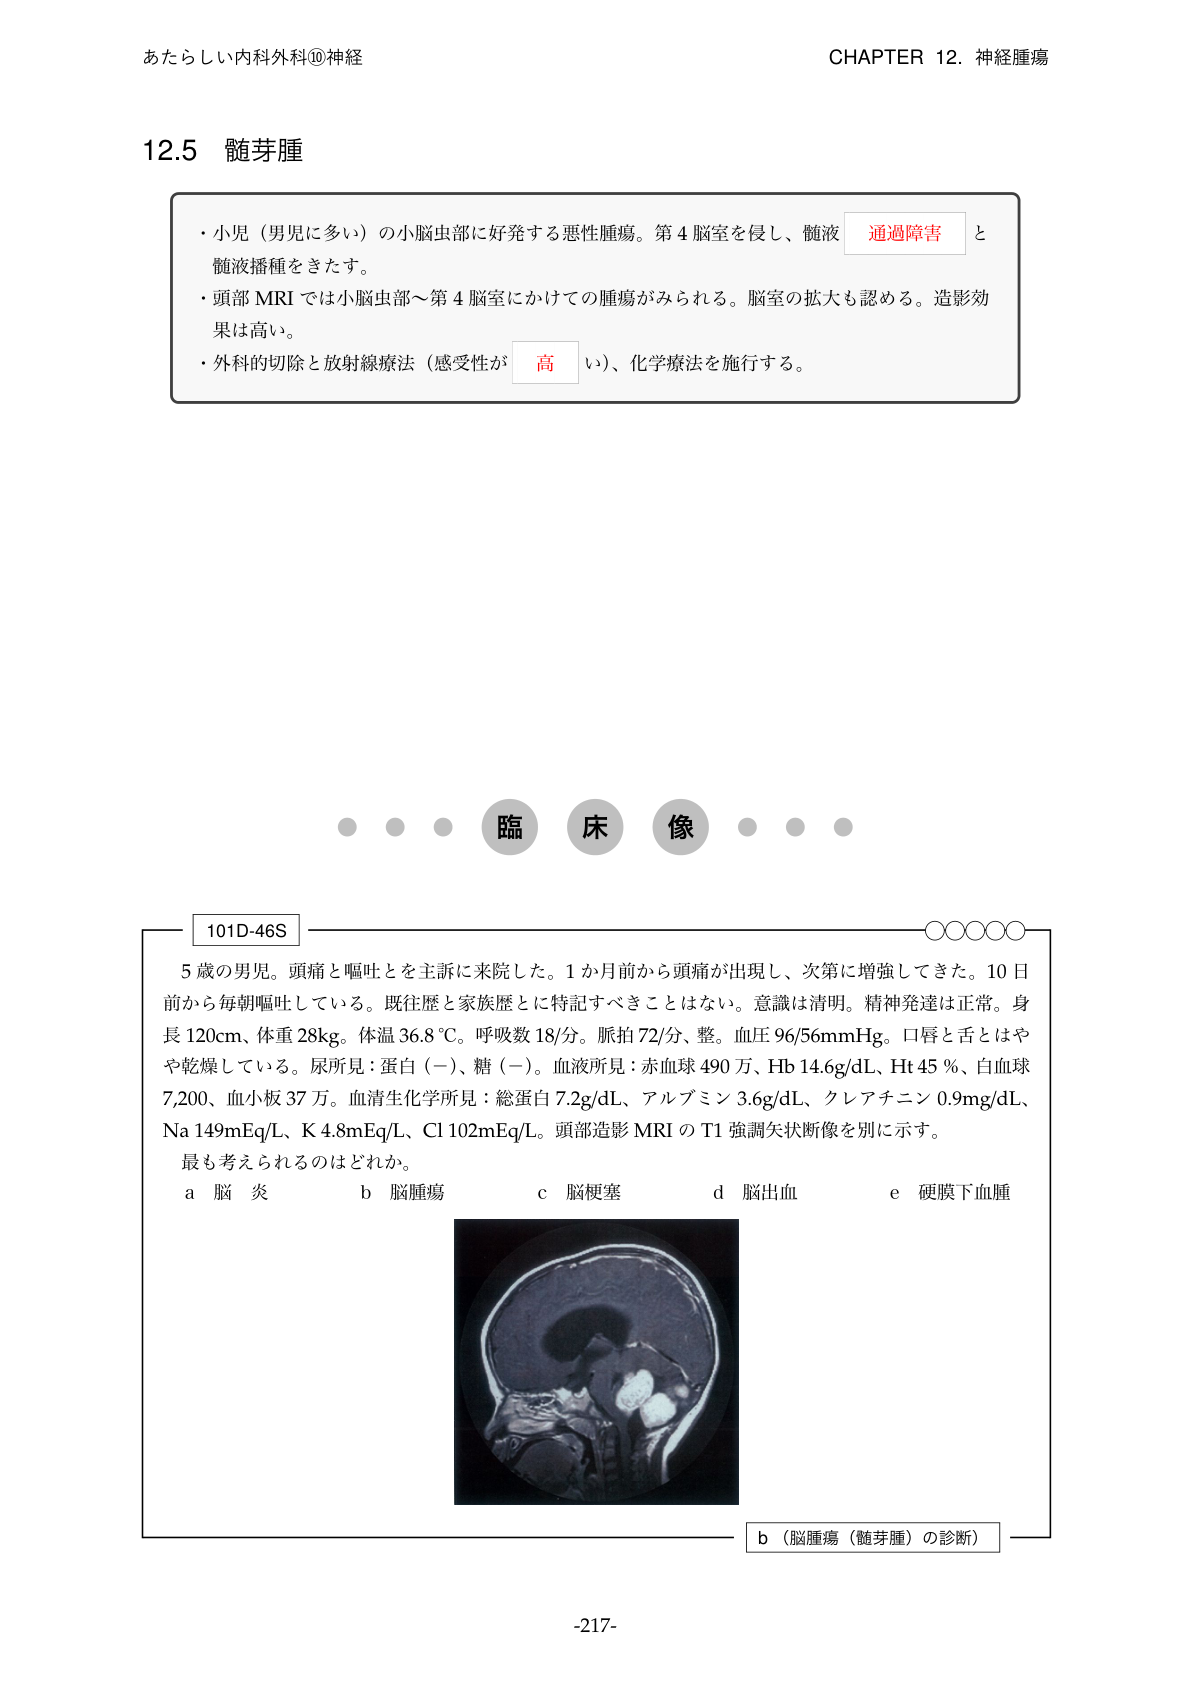 あたらしい内科外科⑩神経 CHAPTER 12. 神経腫瘍
12.5 髄芽腫
・小児（男児に多い）の小脳虫部に好発する悪性腫瘍。第 4 脳室を侵し、髄液 通過障害 と
髄液播種をきたす。
・頭部 MRI では小脳虫部〜第 4 脳室にかけての腫瘍がみられる。脳室の拡大も認める。造影効
果は高い。
・外科的切除と放射線療法（感受性が 高 い）、化学療法を施行する。
臨 床 像
101D-46S
5 歳の男児。頭痛と嘔吐とを主訴に来院した。1 か月前から頭痛が出現し、次第に増強してきた。10 日
前から毎朝嘔吐している。既往歴と家族歴とに特記すべきことはない。意識は清明。精神発達は正常。身
長 120cm、体重 28kg。体温 36.8 ℃。呼吸数 18/分。脈拍 72/分、整。血圧 96/56mmHg。口唇と舌とはや
や乾燥している。尿所見：蛋白（−）、糖（−）。血液所見：赤血球 490 万、Hb 14.6g/dL、Ht 45 %、白血球
7,200、血小板 37 万。血清生化学所見：総蛋白 7.2g/dL、アルブミン 3.6g/dL、クレアチニン 0.9mg/dL、
Na 149mEq/L、K 4.8mEq/L、Cl 102mEq/L。頭部造影 MRI の T1 強調矢状断像を別に示す。
最も考えられるのはどれか。
a 脳 炎 b 脳腫瘍 c 脳梗塞 d 脳出血 e 硬膜下血腫
b （脳腫瘍（髄芽腫）の診断）
-217-